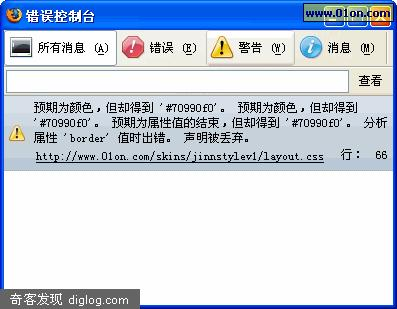 错误控制台
www.01on.com
所有消息 (A) 错误 (E) 警告 (W) 消息 (M)
查看
预期为颜色，但却得到 '#70990f0'。 预期为颜色，但却得到
'#70990f0'。 预期为属性值的结束，但却得到 '#70990f0'。 分析
属性 'border' 值时出错。 声明被丢弃。
http://www.01on.com/skins/jinnstylev1/layout.css 行： 66
奇客发现 diglog.com